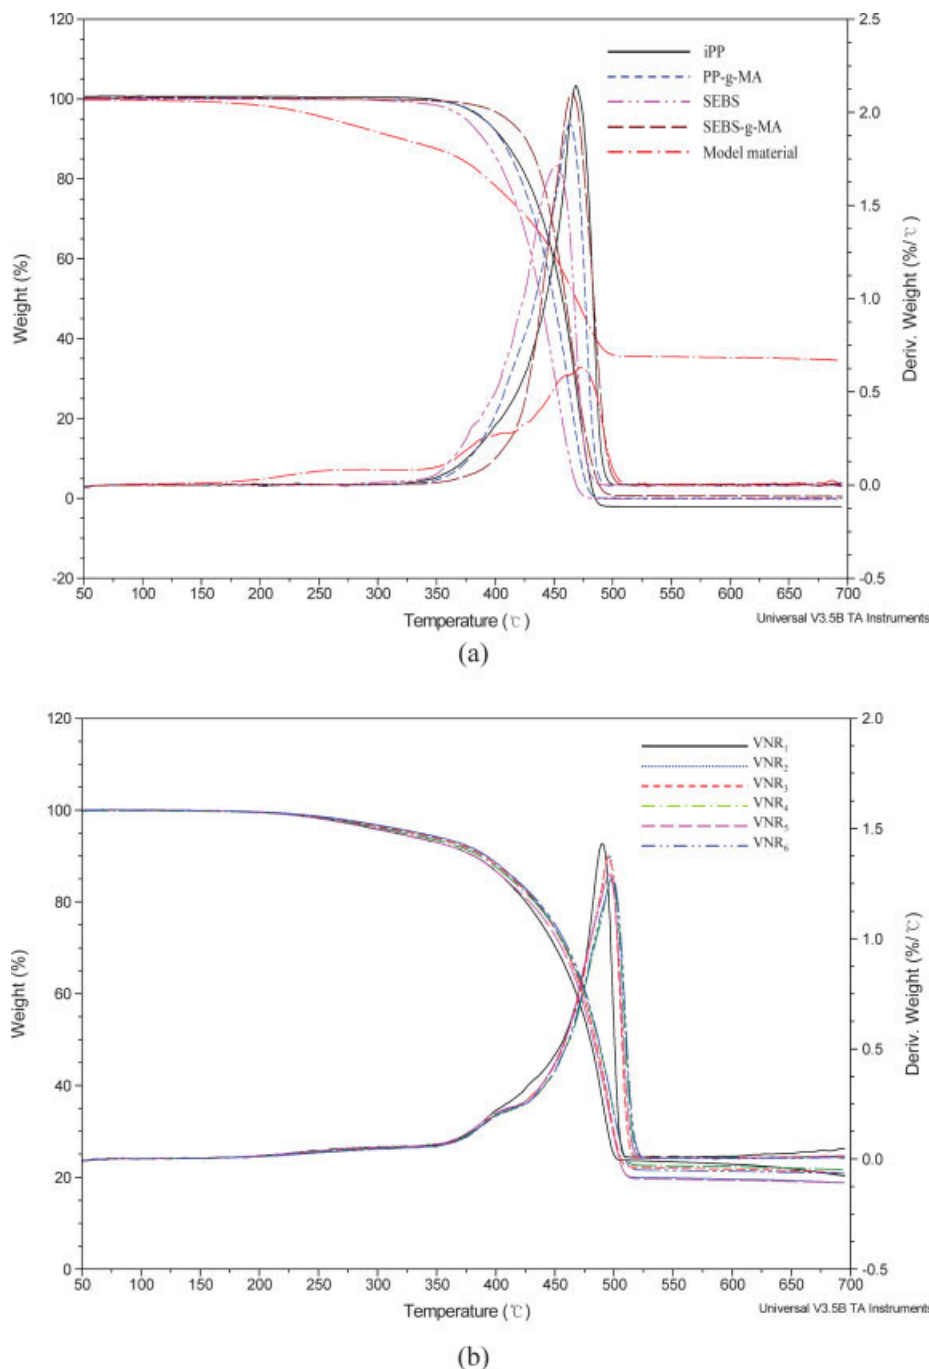 120
100
80
60
40
20
0
-20
Weight (%)
2.5
2.0
1.5
1.0
0.5
0.0
-0.5
Deriv. Weight (%/℃)
iPP
PP-g-MA
SEBS
SEBS-g-MA
Model material
50 100 150 200 250 300 350 400 450 500 550 600 650 700
Temperature (℃)
Universal V3.5B TA Instruments
(a)
120
100
80
60
40
20
0
Weight (%)
2.0
1.5
1.0
0.5
0.0
-0.5
Deriv. Weight (%/℃)
VNR₁
VNR₂
VNR₃
VNR₄
VNR₅
VNR₆
50 100 150 200 250 300 350 400 450 500 550 600 650 700
Temperature (℃)
Universal V3.5B TA Instruments
(b)